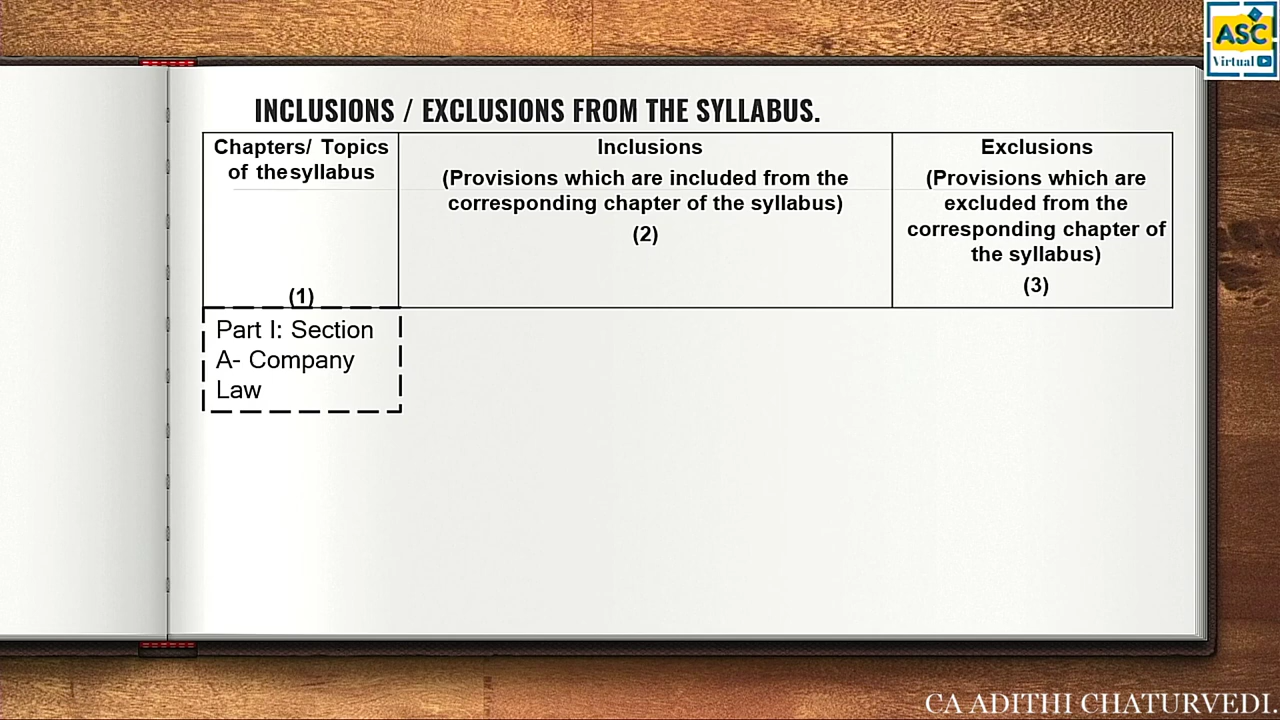 ASC
Virtual
INCLUSIONS / EXCLUSIONS FROM THE SYLLABUS.
Chapters/ Topics
of thesyllabus
(1)
Inclusions
(Provisions which are included from the
corresponding chapter of the syllabus)
(2)
Exclusions
(Provisions which are
excluded from the
corresponding chapter of
the syllabus)
(3)
Part I: Section
A- Company
Law
CA ADITHI CHATURVEDI.